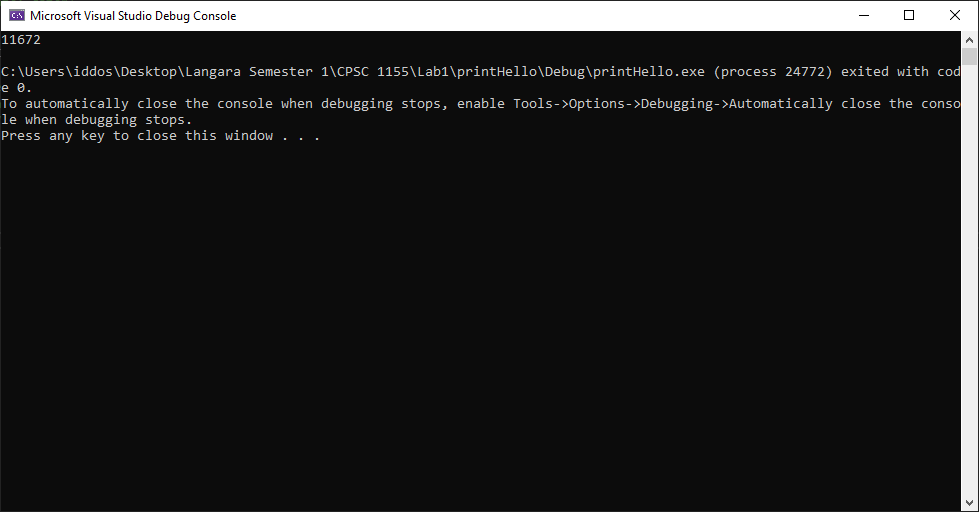 Microsoft Visual Studio Debug Console
11672
C:\Users\iddos\Desktop\Langara Semester 1\CPSC 1155\Lab1\printHello\Debug\printHello.exe (process 24772) exited with cod
e 0.
To automatically close the console when debugging stops, enable Tools->Options->Debugging->Automatically close the conso
le when debugging stops.
Press any key to close this window . . .